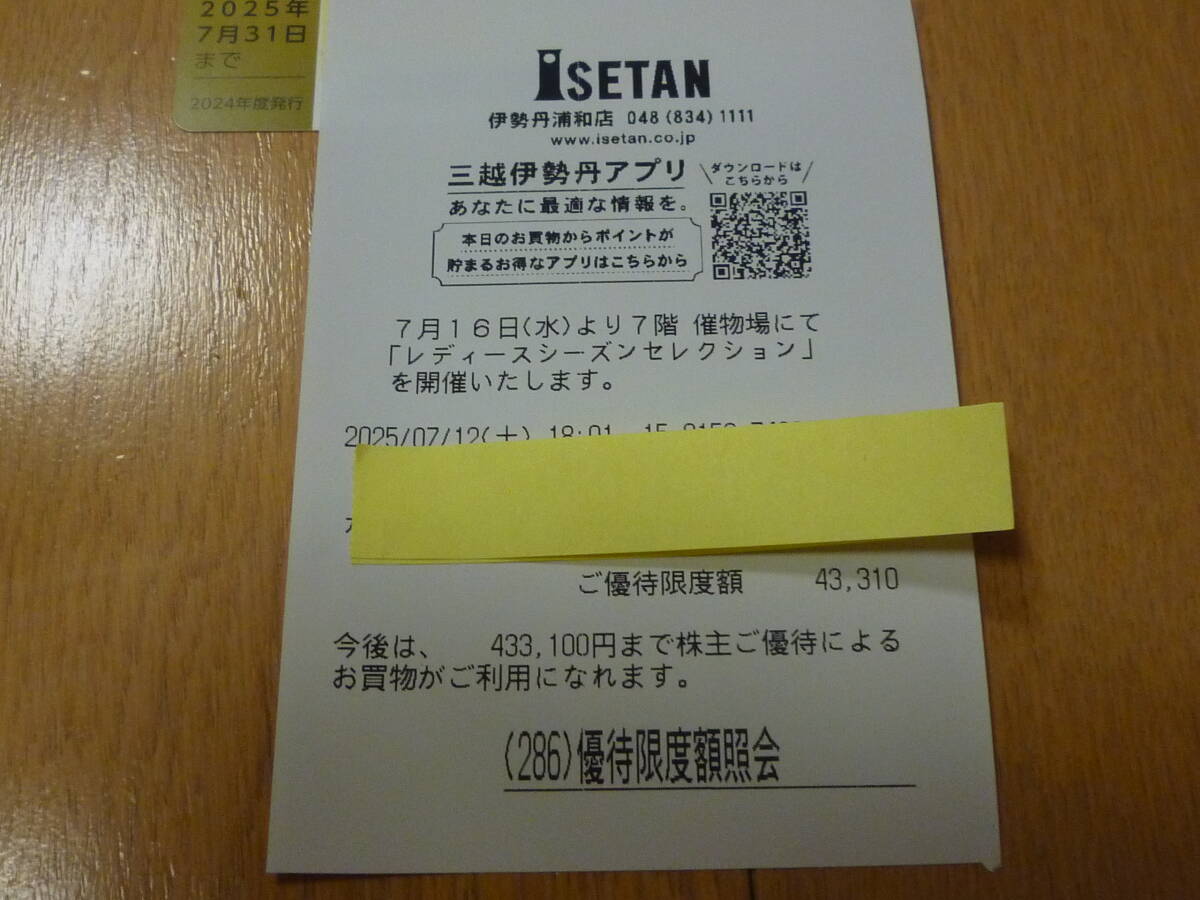 2025年
7月31日
まで
2024年度発行
ISETAN
伊勢丹浦和店 048(834)1111
www.isetan.co.jp
三越伊勢丹アプリ
あなたに最適な情報を。
ダウンロードは
こちらから
本日のお買物からポイントが
貯まるお得なアプリはこちらから
7月16日(水)より7階 催物場にて
「レディースシーズンセレクション」
を開催いたします。
2025/07/12(土) 18:01
ご優待限度額 43,310
今後は、 433,100円まで株主ご優待による
お買物がご利用になれます。
(286)優待限度額照会